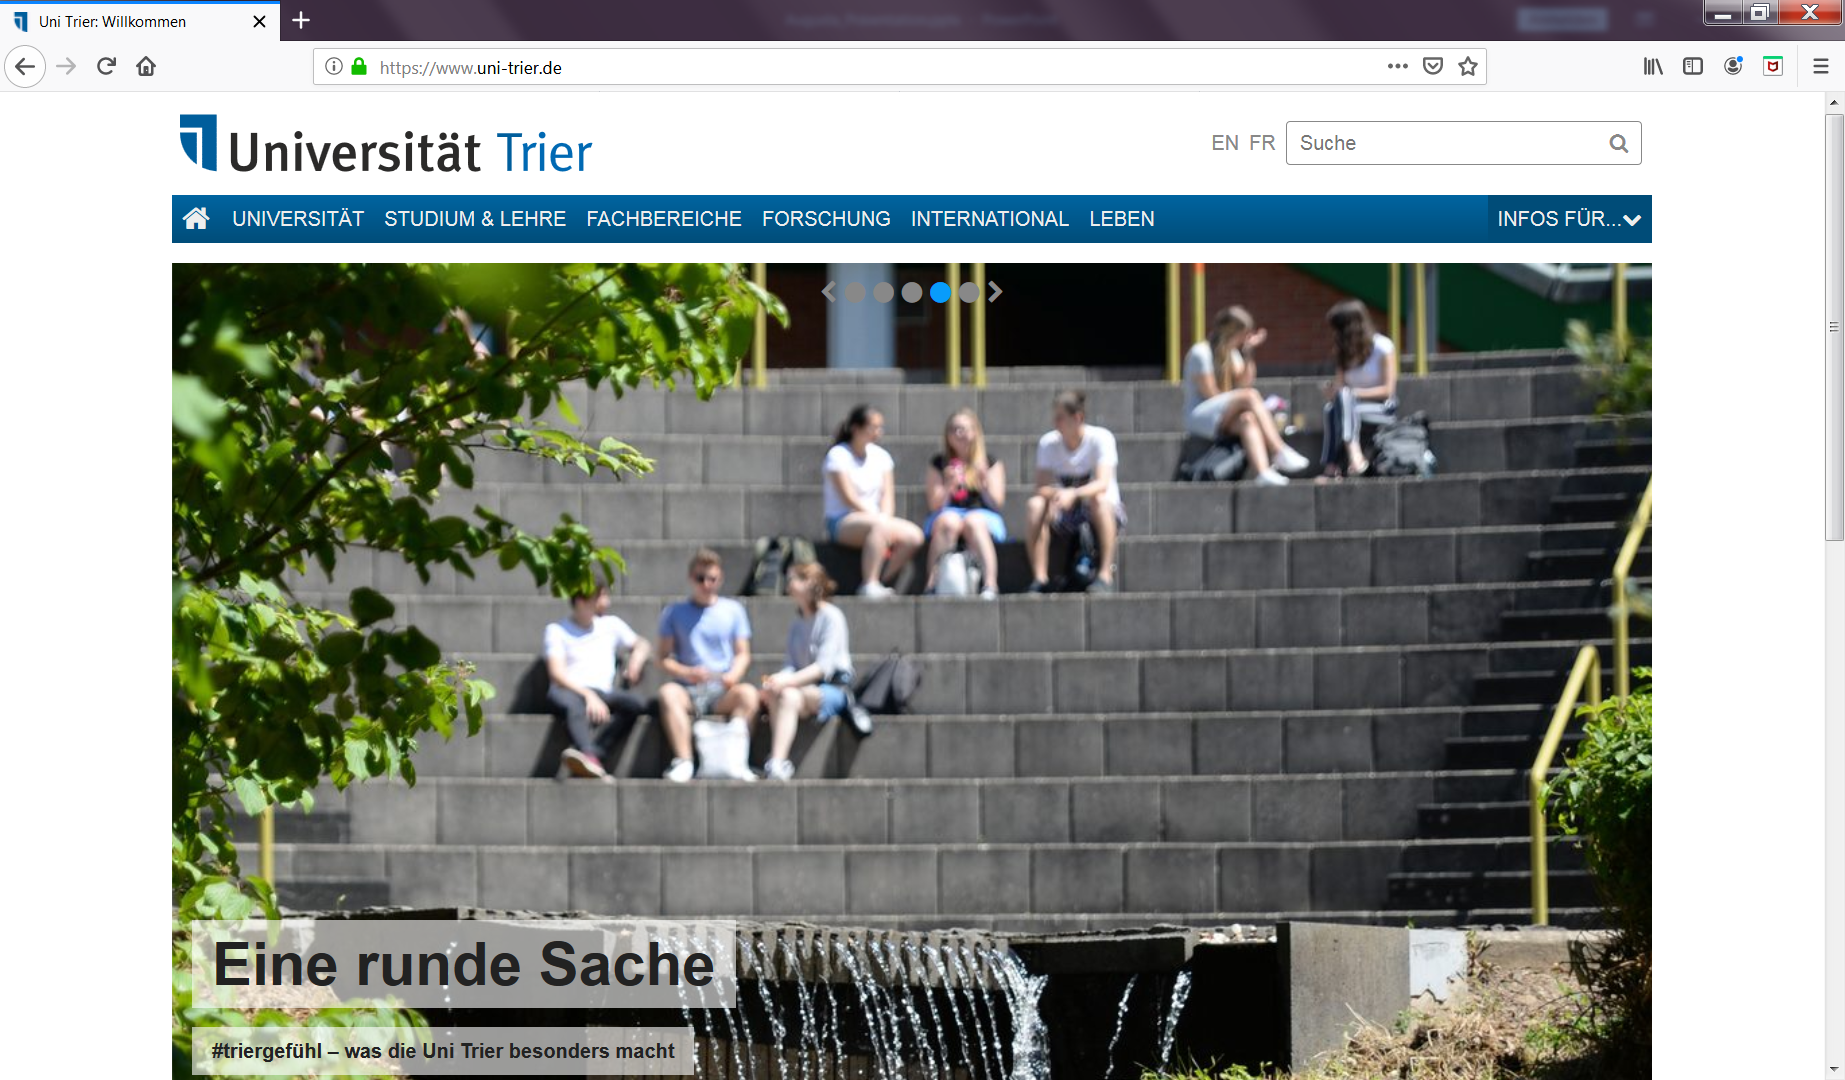 Uni Trier: Willkommen
https://www.uni-trier.de
Universität Trier
EN FR Suche
UNIVERSITÄT STUDIUM & LEHRE FACHBEREICHE FORSCHUNG INTERNATIONAL LEBEN INFOS FÜR...
Eine runde Sache
#triergefühl – was die Uni Trier besonders macht